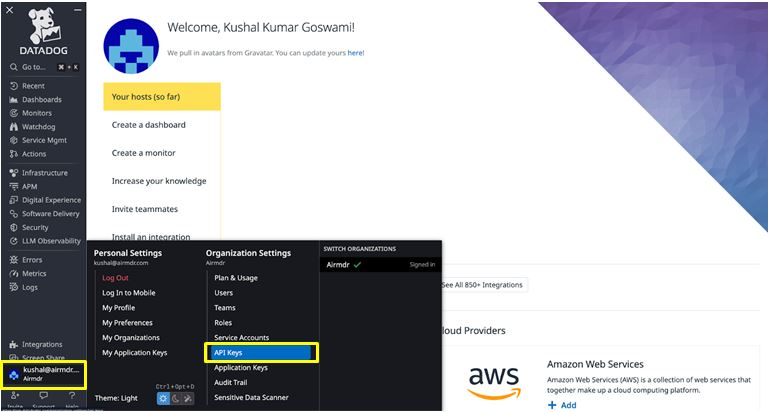 DATADOG
Go to...
⌘ + K
Recent
Dashboards
Monitors
Watchdog
Service Mgmt
Actions
Infrastructure
APM
Digital Experience
Software Delivery
Security
LLM Observability
Errors
Metrics
Logs
Integrations
Screen Share
kushal@airmdr....
Airmdr
Invite
Support
Help
Welcome, Kushal Kumar Goswami!
We pull in avatars from Gravatar. You can update yours here!
Your hosts (so far)
Create a dashboard
Create a monitor
Increase your knowledge
Invite teammates
Install an integration
Personal Settings
kushal@airmdr.com
Log Out
Log In to Mobile
My Profile
My Preferences
My Organizations
My Application Keys
Ctrl+Opt+D
Theme: Light
Organization Settings
Airmdr
Plan & Usage
Users
Teams
Roles
Service Accounts
API Keys
Application Keys
Audit Trail
Sensitive Data Scanner
SWITCH ORGANIZATIONS
Airmdr ✓ Signed in
See All 850+ Integrations
loud Providers
aws
Amazon Web Services
Amazon Web Services (AWS) is a collection of web services that
together make up a cloud computing platform.
+ Add